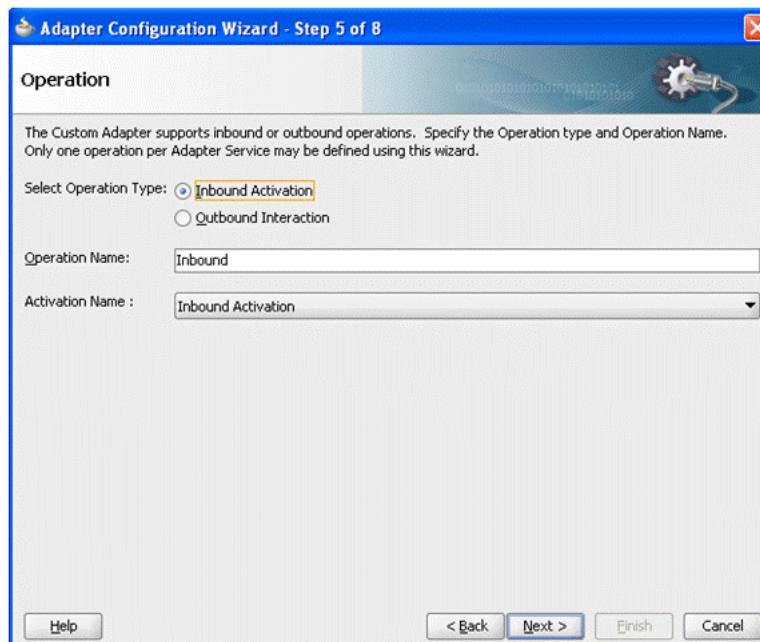 Adapter Configuration Wizard - Step 5 of 8
Operation
The Custom Adapter supports inbound or outbound operations. Specify the Operation type and Operation Name.
Only one operation per Adapter Service may be defined using this wizard.
Select Operation Type: Inbound Activation
Outbound Interaction
Operation Name: Inbound
Activation Name : Inbound Activation
Help < Back Next > Finish Cancel